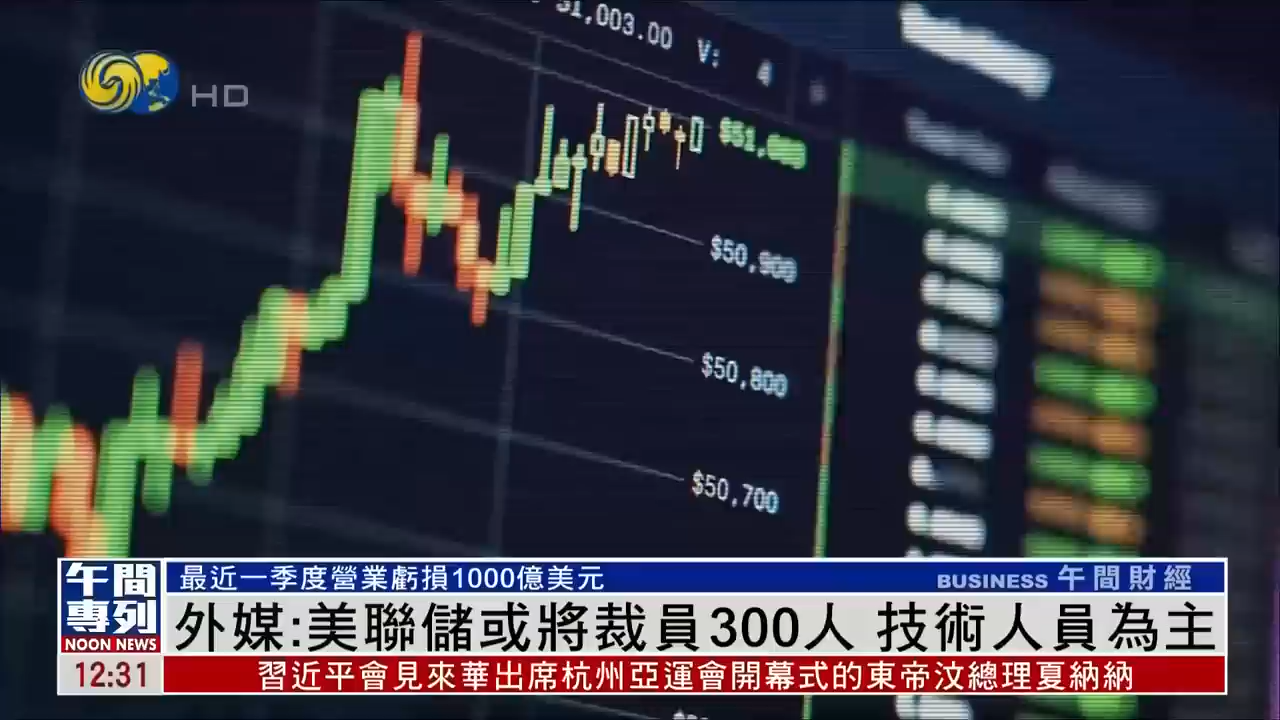 HD
31,003.00 V: 4
$51,000
$50,900
$50,800
$50,700
午間專列
NOON NEWS
12:31
最近一季度營業虧損1000億美元
BUSINESS 午間財經
外媒:美聯儲或將裁員300人 技術人員為主
習近平會見來華出席杭州亞運會開幕式的東帝汶總理夏納納